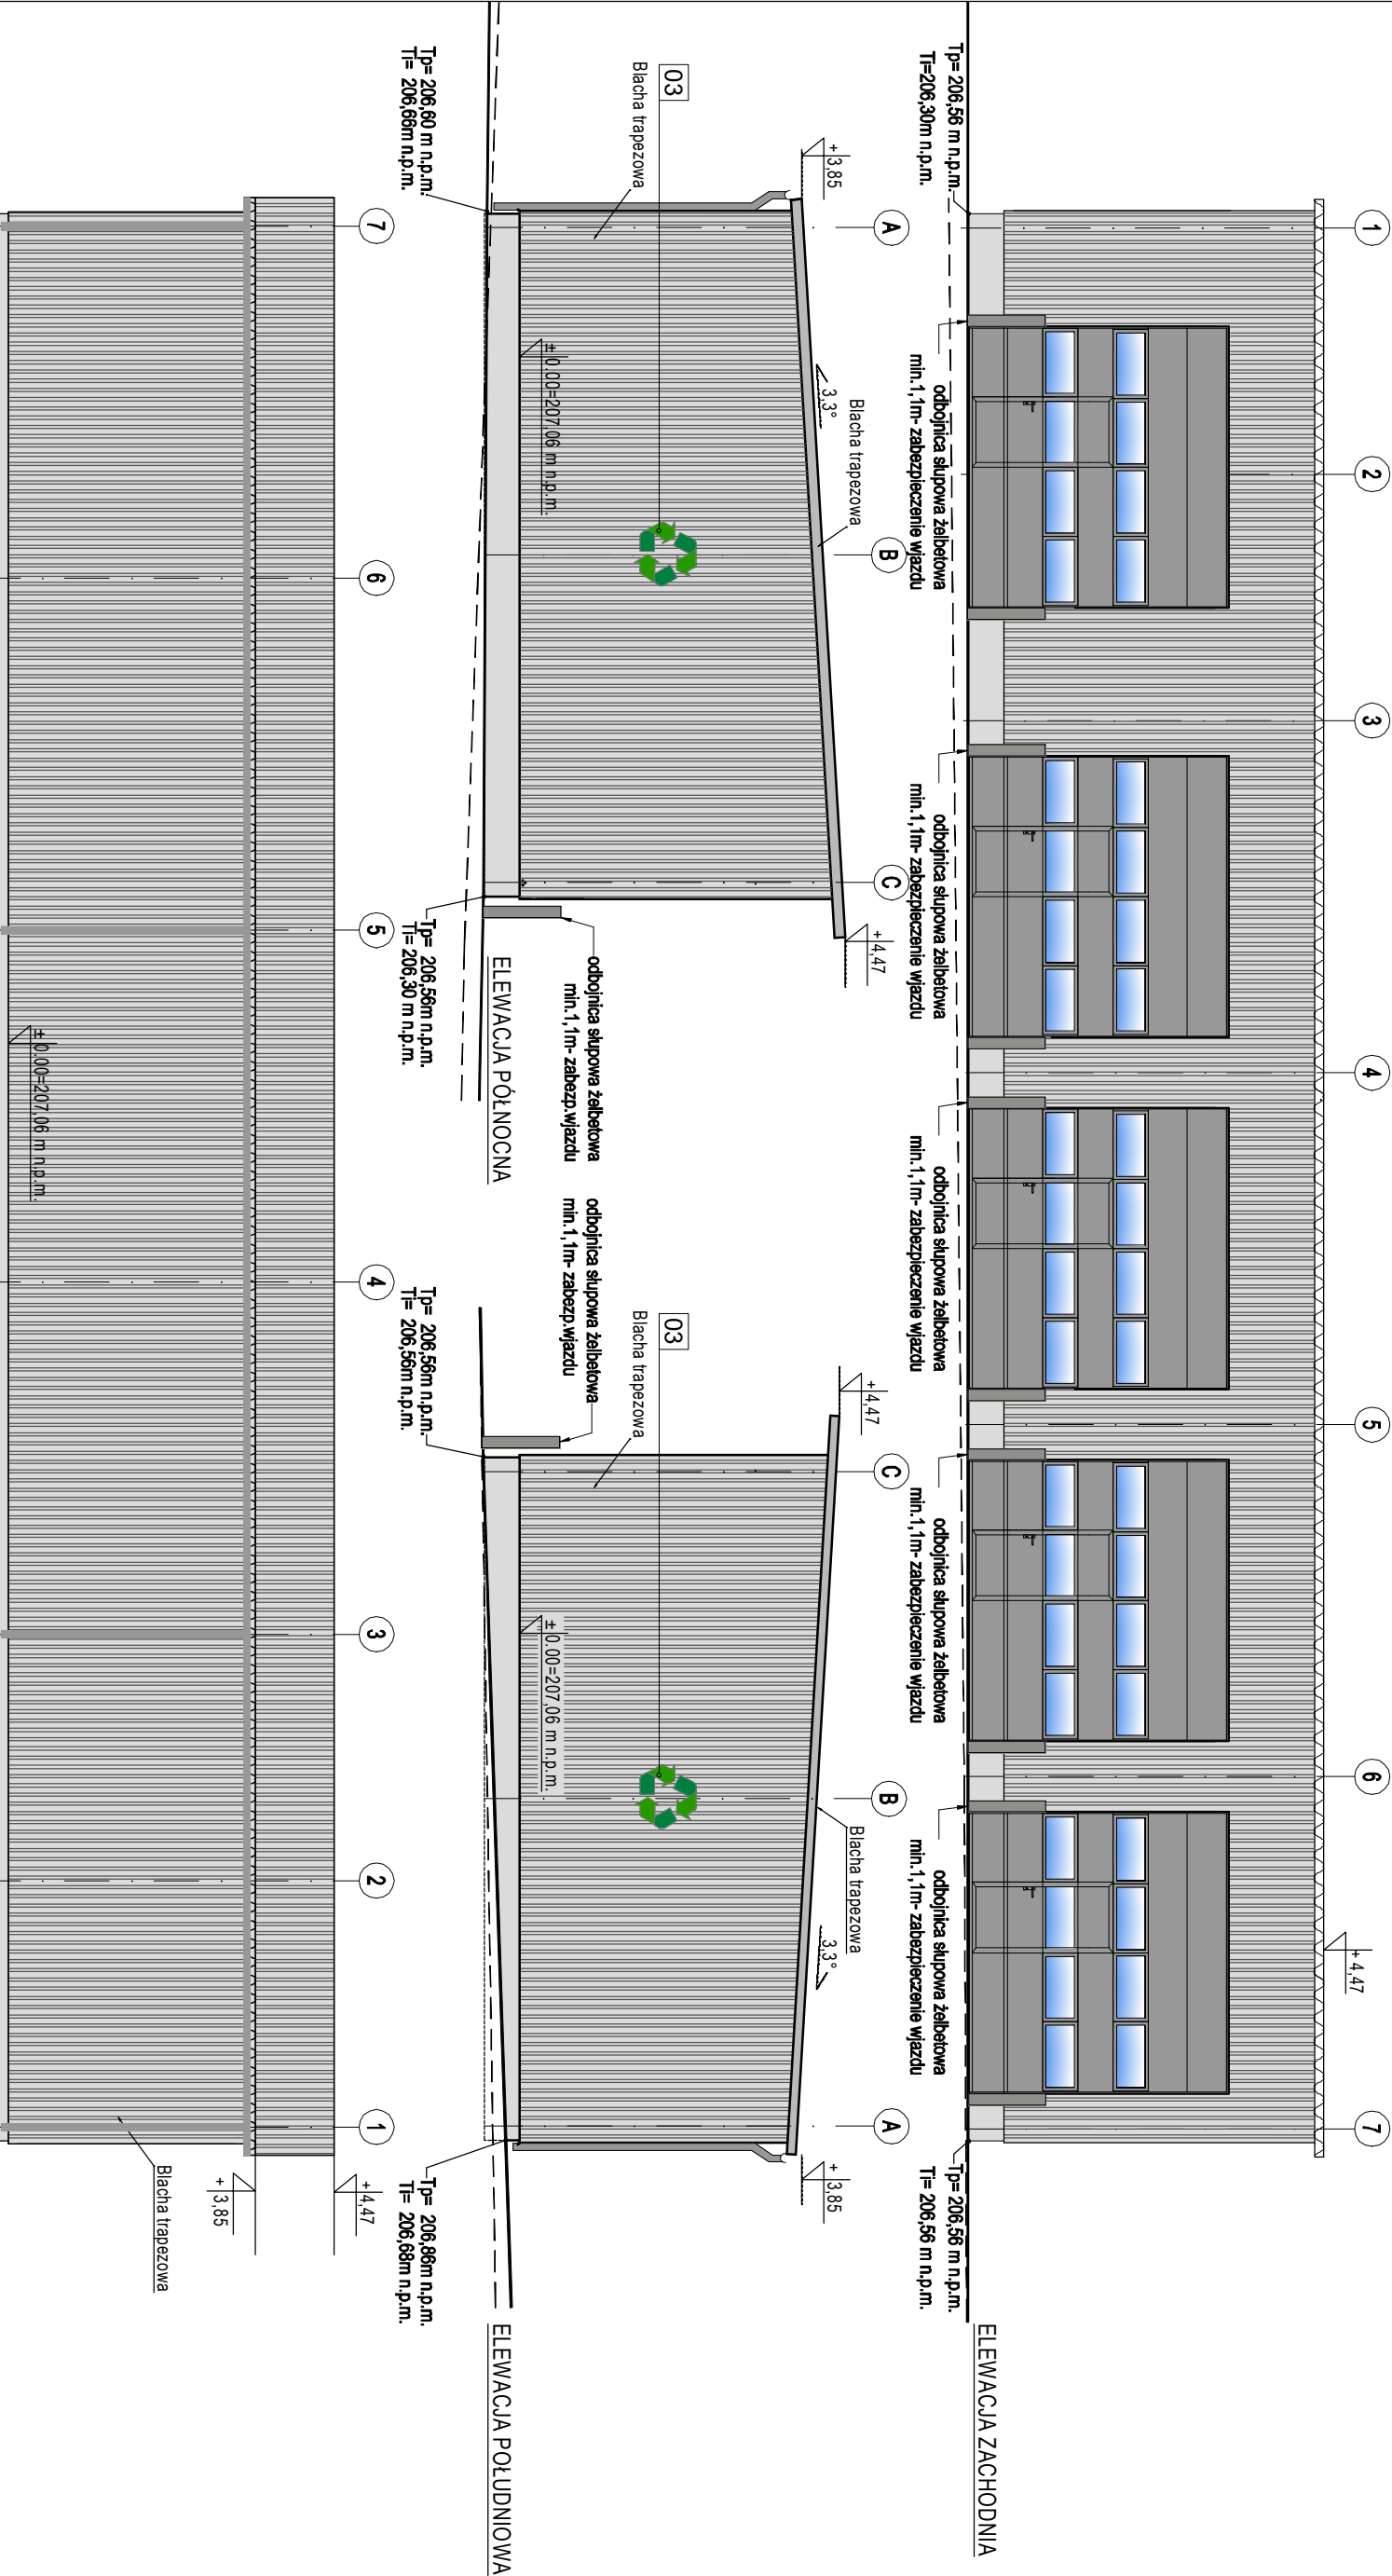 1
2
3
4
5
6
7
+ 4,47
Tp= 206,56 m n.p.m.
Ti=206,30m n.p.m.
odbojnica słupowa żelbetowa
min.1,1m- zabezpieczenie wjazdu
odbojnica słupowa żelbetowa
min.1,1m- zabezpieczenie wjazdu
odbojnica słupowa żelbetowa
min.1,1m- zabezpieczenie wjazdu
odbojnica słupowa żelbetowa
min.1,1m- zabezpieczenie wjazdu
odbojnica słupowa żelbetowa
min.1,1m- zabezpieczenie wjazdu
Tp= 206,56 m n.p.m.
Ti= 206,56 m n.p.m.
ELEWACJA ZACHODNIA
A
B
C
+ 3,85
3,3°
Blacha trapezowa
+ 4,47
03
Blacha trapezowa
± 0.00=207,06 m n.p.m.
odbojnica słupowa żelbetowa
min.1,1m- zabezp.wjazdu
ELEWACJA PÓŁNOCNA
Tp= 206,60 m n.p.m.
Ti= 206,66m n.p.m.
Tp= 206,56m n.p.m.
Ti= 206,30 m n.p.m.
C
B
A
+ 4,47
Blacha trapezowa
3,3°
+ 3,85
03
Blacha trapezowa
± 0.00=207,06 m n.p.m.
odbojnica słupowa żelbetowa
min.1,1m- zabezp.wjazdu
ELEWACJA POŁUDNIOWA
Tp= 206,56m n.p.m.
Ti= 206,56m n.p.m.
Tp= 206,86m n.p.m.
Ti= 206,68m n.p.m.
7
6
5
4
3
2
1
+ 4,47
+ 3,85
Blacha trapezowa
± 0.00=207,06 m n.p.m.